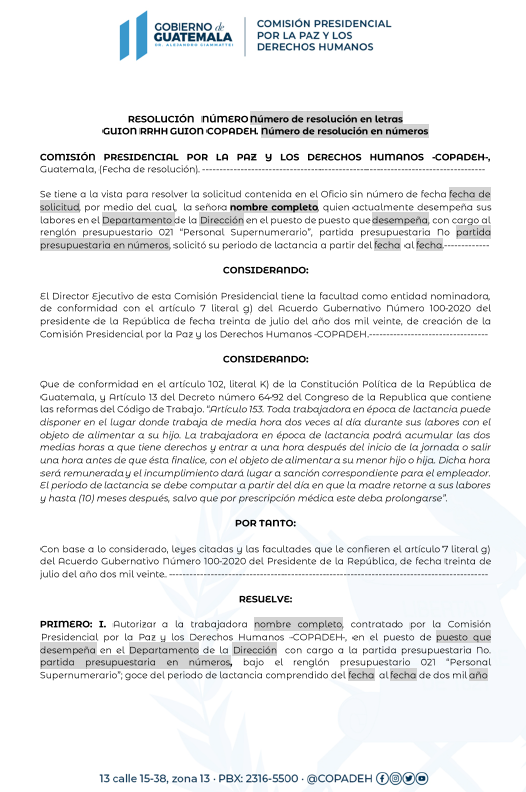 GOBIERNO de
GUATEMALA
DR. ALEJANDRO GIAMMATTEI
COMISIÓN PRESIDENCIAL
POR LA PAZ Y LOS
DERECHOS HUMANOS
RESOLUCIÓN NÚMERO Número de resolución en letras
GUION RRHH GUION COPADEH. Número de resolución en números
COMISIÓN PRESIDENCIAL POR LA PAZ Y LOS DERECHOS HUMANOS -COPADEH-,
Guatemala, (Fecha de resolución). ----------------------------------------------------------------------
Se tiene a la vista para resolver la solicitud contenida en el Oficio sin número de fecha fecha de
solicitud, por medio del cual, la señora nombre completo, quien actualmente desempeña sus
labores en el Departamento de la Dirección en el puesto de puesto que desempeña, con cargo al
renglón presupuestario 021 “Personal Supernumerario”, partida presupuestaria No partida
presupuestaria en números, solicitó su periodo de lactancia a partir del fecha al fecha.-------------
CONSIDERANDO:
El Director Ejecutivo de esta Comisión Presidencial tiene la facultad como entidad nominadora,
de conformidad con el artículo 7 literal g) del Acuerdo Gubernativo Número 100-2020 del
presidente de la República de fecha treinta de julio del año dos mil veinte, de creación de la
Comisión Presidencial por la Paz y los Derechos Humanos -COPADEH.-----------------------------------
CONSIDERANDO:
Que de conformidad en el artículo 102, literal K) de la Constitución Política de la República de
Guatemala, y Artículo 13 del Decreto número 64-92 del Congreso de la Republica que contiene
las reformas del Código de Trabajo. “Artículo 153. Toda trabajadora en época de lactancia puede
disponer en el lugar donde trabaja de media hora dos veces al día durante sus labores con el
objeto de alimentar a su hijo. La trabajadora en época de lactancia podrá acumular las dos
medias horas a que tiene derechos y entrar a una hora después del inicio de la jornada o salir
una hora antes de que ésta finalice, con el objeto de alimentar a su menor hijo o hija. Dicha hora
será remunerada y el incumplimiento dará lugar a sanción correspondiente para el empleador.
El periodo de lactancia se debe computar a partir del día en que la madre retorne a sus labores
y hasta (10) meses después, salvo que por prescripción médica este deba prolongarse”.
POR TANTO:
Con base a lo considerado, leyes citadas y las facultades que le confieren el artículo 7 literal g)
del Acuerdo Gubernativo Número 100-2020 del Presidente de la República, de fecha treinta de
julio del año dos mil veinte. ------------------------------------------------------------------------------------
RESUELVE:
PRIMERO: I. Autorizar a la trabajadora nombre completo, contratado por la Comisión
Presidencial por la Paz y los Derechos Humanos -COPADEH-, en el puesto de puesto que
desempeña en el Departamento de la Dirección con cargo a la partida presupuestaria No.
partida presupuestaria en números, bajo el renglón presupuestario 021 “Personal
Supernumerario”; goce del periodo de lactancia comprendido del fecha al fecha de dos mil año
13 calle 15-38, zona 13 · PBX: 2316-5500 · @COPADEH